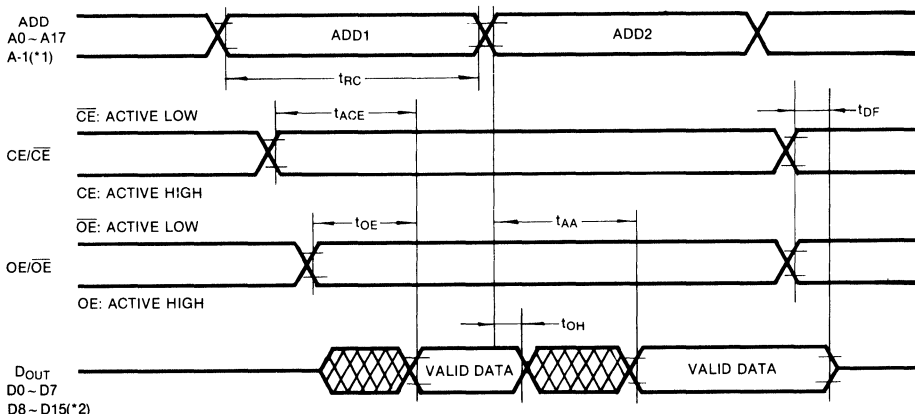 ADD
A0 ~ A17
A-1(*1)
ADD1
ADD2
tRC
CE: ACTIVE LOW
tACE
tDF
CE/CE
CE: ACTIVE HIGH
OE: ACTIVE LOW
tOE
tAA
OE/OE
OE: ACTIVE HIGH
tOH
DOUT
D0 ~ D7
D8 ~ D15(*2)
VALID DATA
VALID DATA